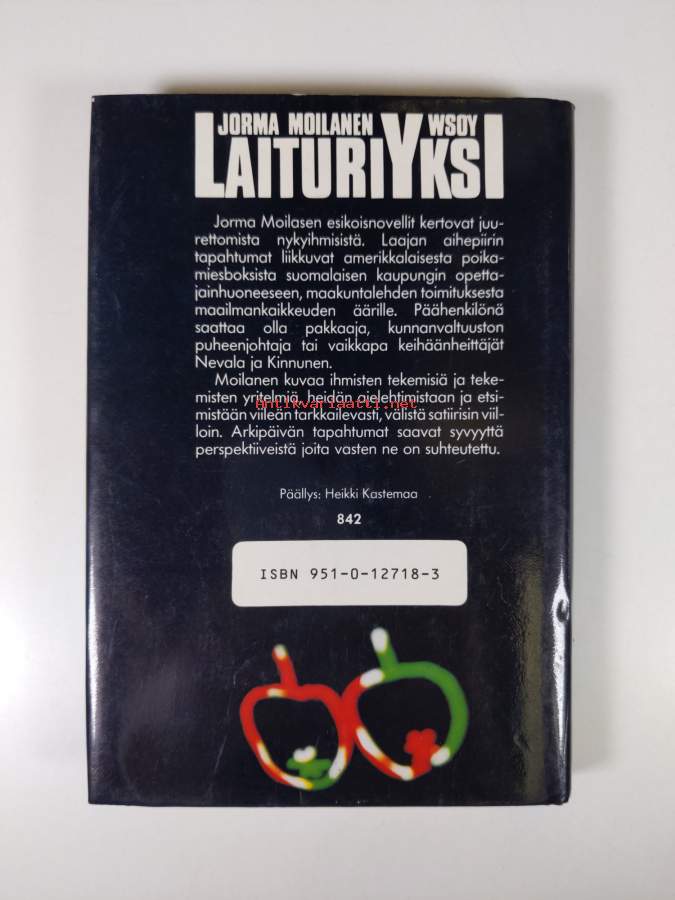 JORMA MOILANEN WSOY
LAITURI YKSI
Jorma Moilasen esikoisnovellit kertovat juu-
rettomista nykyihmisistä. Laajan aihepiirin
tapahtumat liikkuvat amerikkalaisesta poika-
miesboksista suomalaisen kaupungin opetta-
jainhuoneeseen, maakuntalehden toimituksesta
maailmankaikkeuden äärille. Päähenkilönä
saattaa olla pakkaaja, kunnanvaltuuston
puheenjohtaja tai vaikkapa keihäänheittäjät
Nevala ja Kinnunen.
Moilanen kuvaa ihmisten tekemisiä ja teke-
misten yritelmiä, heidän ajelehtimistaan ja etsi-
Antikvariaatti.net
mistään viileän tarkkailevasti, välistä satiirisin viil-
loin. Arkipäivän tapahtumat saavat syvyyttä
perspektiiveistä joita vasten ne on suhteutettu.
Päällys: Heikki Kastemaa
842
ISBN 951-0-12718-3